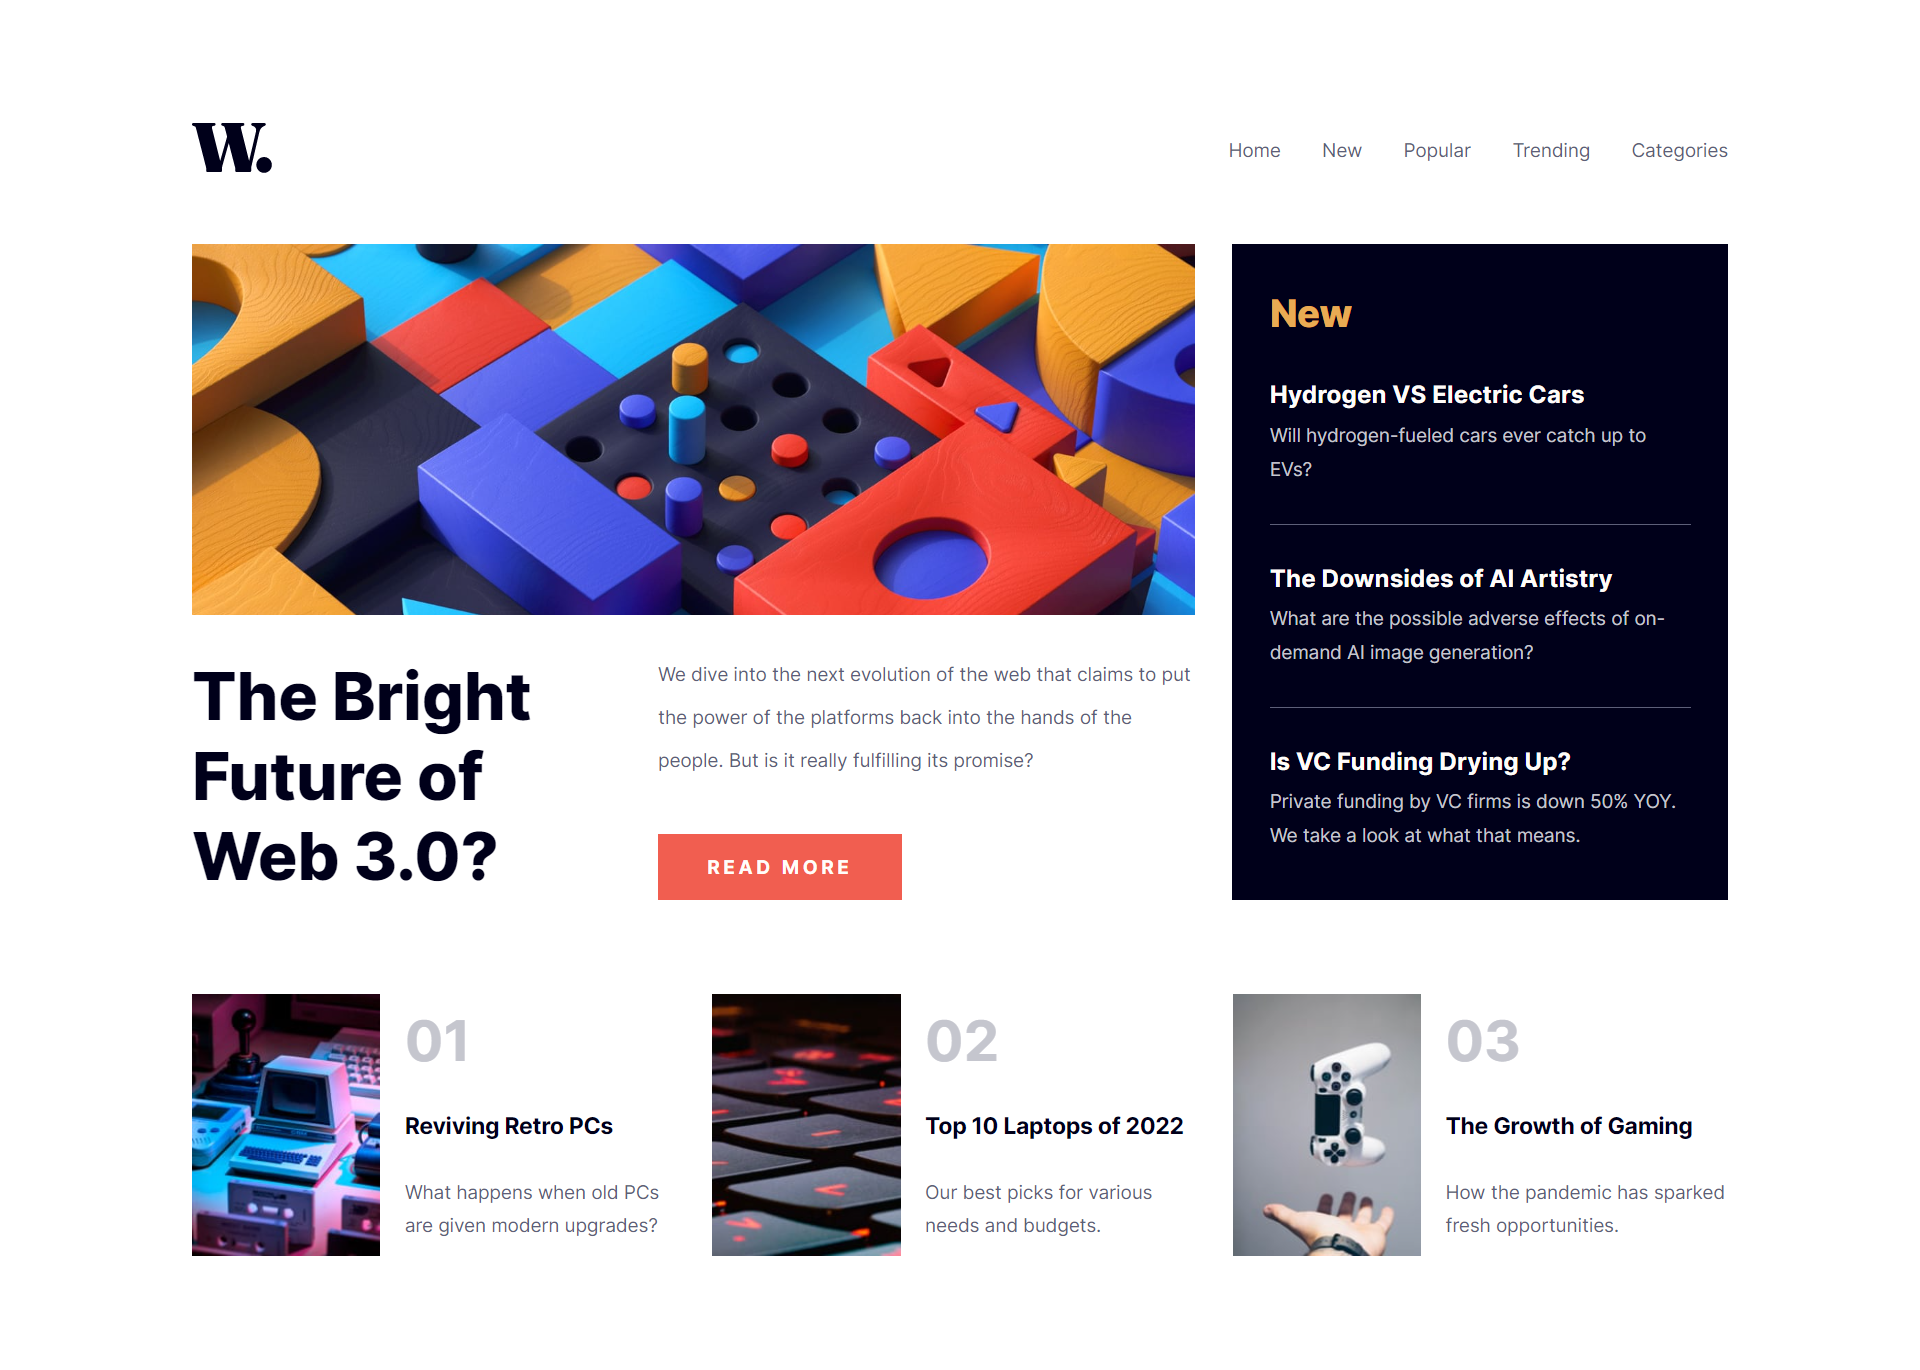 W.
Home New Popular Trending Categories
The Bright
Future of
Web 3.0?
We dive into the next evolution of the web that claims to put
the power of the platforms back into the hands of the
people. But is it really fulfilling its promise?
READ MORE
New
Hydrogen VS Electric Cars
Will hydrogen-fueled cars ever catch up to
EVs?
The Downsides of AI Artistry
What are the possible adverse effects of on-
demand AI image generation?
Is VC Funding Drying Up?
Private funding by VC firms is down 50% YOY.
We take a look at what that means.
01
Reviving Retro PCs
What happens when old PCs
are given modern upgrades?
02
Top 10 Laptops of 2022
Our best picks for various
needs and budgets.
03
The Growth of Gaming
How the pandemic has sparked
fresh opportunities.